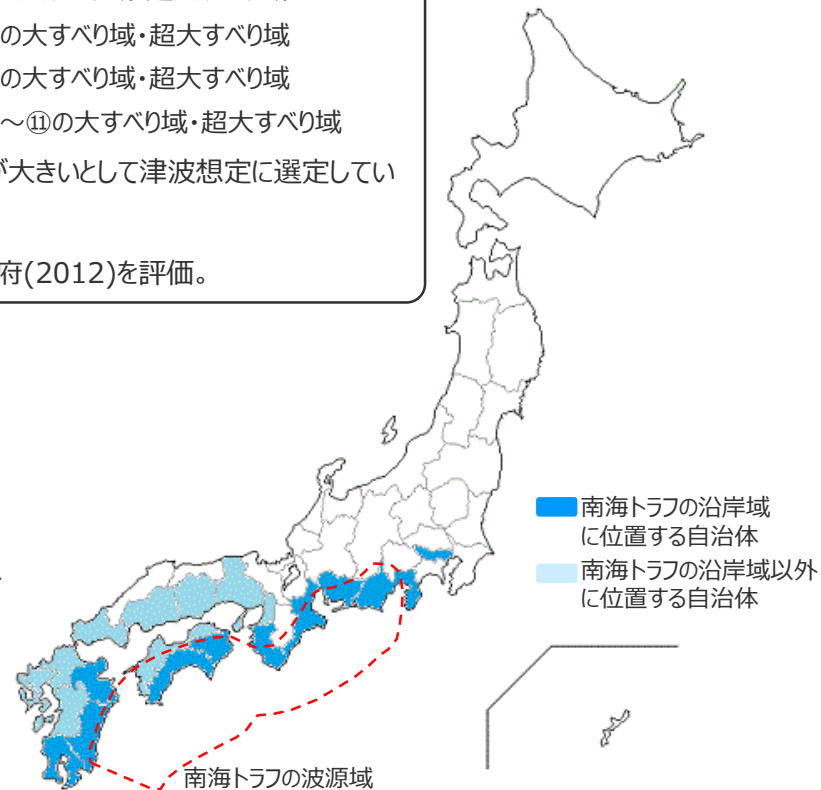 の大すべり域・超大すべり域
の大すべり域・超大すべり域
～⑪の大すべり域・超大すべり域
が大きいとして津波想定に選定してい
府(2012)を評価。
南海トラフの沿岸域
に位置する自治体
南海トラフの沿岸域以外
に位置する自治体
南海トラフの波源域